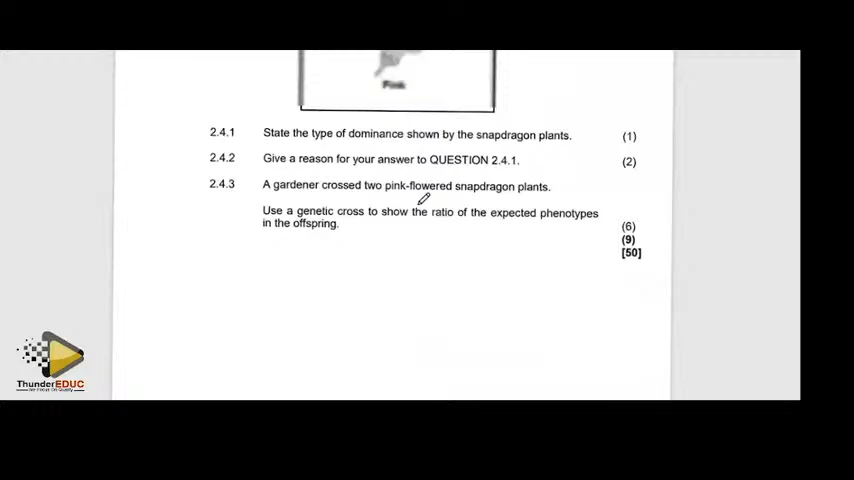 Pink
2.4.1 State the type of dominance shown by the snapdragon plants. (1)
2.4.2 Give a reason for your answer to QUESTION 2.4.1. (2)
2.4.3 A gardener crossed two pink-flowered snapdragon plants.
Use a genetic cross to show the ratio of the expected phenotypes
in the offspring. (6)
(9)
[50]
ThunderEDUC